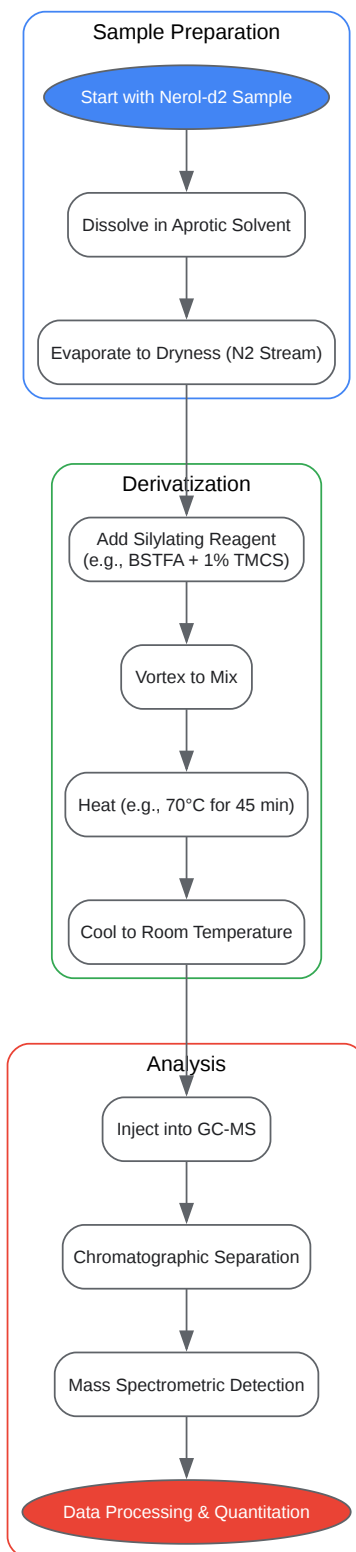 Sample Preparation
Start with Nerol-d2 Sample
Dissolve in Aprotic Solvent
Evaporate to Dryness (N2 Stream)
Derivatization
Add Silylating Reagent
(e.g., BSTFA + 1% TMCS)
Vortex to Mix
Heat (e.g., 70°C for 45 min)
Cool to Room Temperature
Analysis
Inject into GC-MS
Chromatographic Separation
Mass Spectrometric Detection
Data Processing & Quantitation